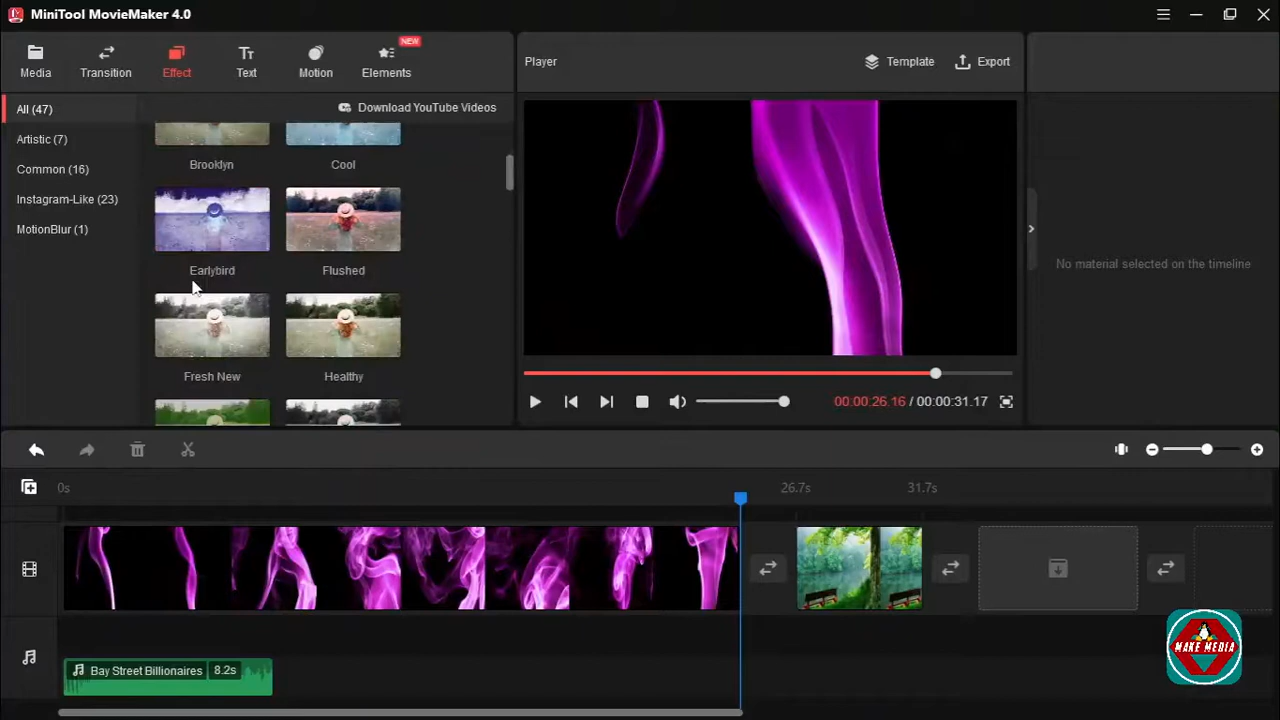 MiniTool MovieMaker 4.0
Media
Transition
Effect
Text
Motion
NEW
Elements
Player
Template
Export
All (47)
Artistic (7)
Common (16)
Instagram-Like (23)
MotionBlur (1)
Download YouTube Videos
Brooklyn
Cool
Earlybird
Flushed
Fresh New
Healthy
No material selected on the timeline
00:00:26.16 / 00:00:31.17
0s
26.7s
31.7s
Bay Street Billionaires 8.2s
MAKE MEDIA